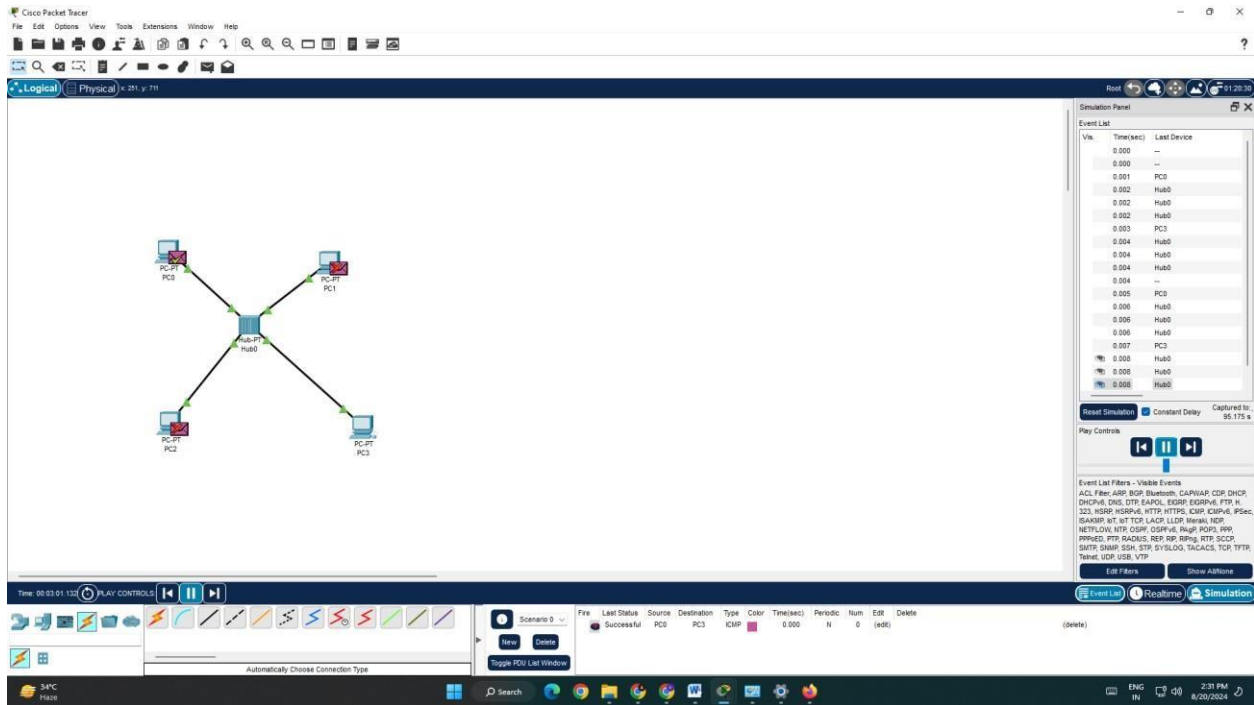 Cisco Packet Tracer
File Edit Options View Tools Extensions Window Help
?
Logical Physical x: 251, y: 711 Root 01:20:30
Simulation Panel
Event List
Vis. Time(sec) Last Device
0.000 --
0.000 --
0.001 PC0
0.002 Hub0
0.002 Hub0
0.002 Hub0
0.003 PC3
0.004 Hub0
0.004 Hub0
0.004 Hub0
0.004 --
0.005 PC0
0.006 Hub0
0.006 Hub0
0.006 Hub0
0.007 PC3
0.008 Hub0
0.008 Hub0
0.008 Hub0
Reset Simulation Constant Delay Captured to:
95.175 s
Play Controls
PC-PT
PC0
PC-PT
PC1
Hub-PT
Hub0
PC-PT
PC2
PC-PT
PC3
Event List Filters - Visible Events
ACL Filter, ARP, BGP, Bluetooth, CAPWAP, CDP, DHCP,
DHCPv6, DNS, DTP, EAPOL, EIGRP, EIGRPv6, FTP, H.
323, HSRP, HSRPv6, HTTP, HTTPS, ICMP, ICMPv6, IPSec,
ISAKMP, IoT, IoT TCP, LACP, LLDP, Meraki, NDP,
NETFLOW, NTP, OSPF, OSPFv6, PAgP, POP3, PPP,
PPPoED, PTP, RADIUS, REP, RIP, RIPng, RTP, SCCP,
SMTP, SNMP, SSH, STP, SYSLOG, TACACS, TCP, TFTP,
Telnet, UDP, USB, VTP
Edit Filters Show All/None
Time: 00:03:01.132 PLAY CONTROLS: Event List Realtime Simulation
Scenario 0
New Delete
Toggle PDU List Window
Fire Last Status Source Destination Type Color Time(sec) Periodic Num Edit Delete
Successful PC0 PC3 ICMP 0.000 N 0 (edit) (delete)
Automatically Choose Connection Type
34°C
Haze
Search
ENG
IN
2:31 PM
8/20/2024